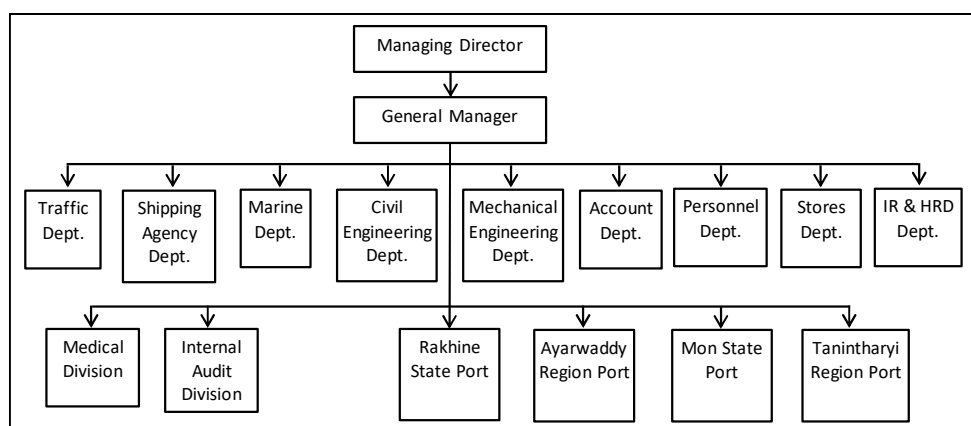 Managing Director
General Manager
Traffic
Dept.
Shipping
Agency
Dept.
Marine
Dept.
Civil
Engineering
Dept.
Mechanical
Engineering
Dept.
Account
Dept.
Personnel
Dept.
Stores
Dept.
IR & HRD
Dept.
Medical
Division
Internal
Audit
Division
Rakhine
State Port
Ayarwaddy
Region Port
Mon State
Port
Tanintharyi
Region Port